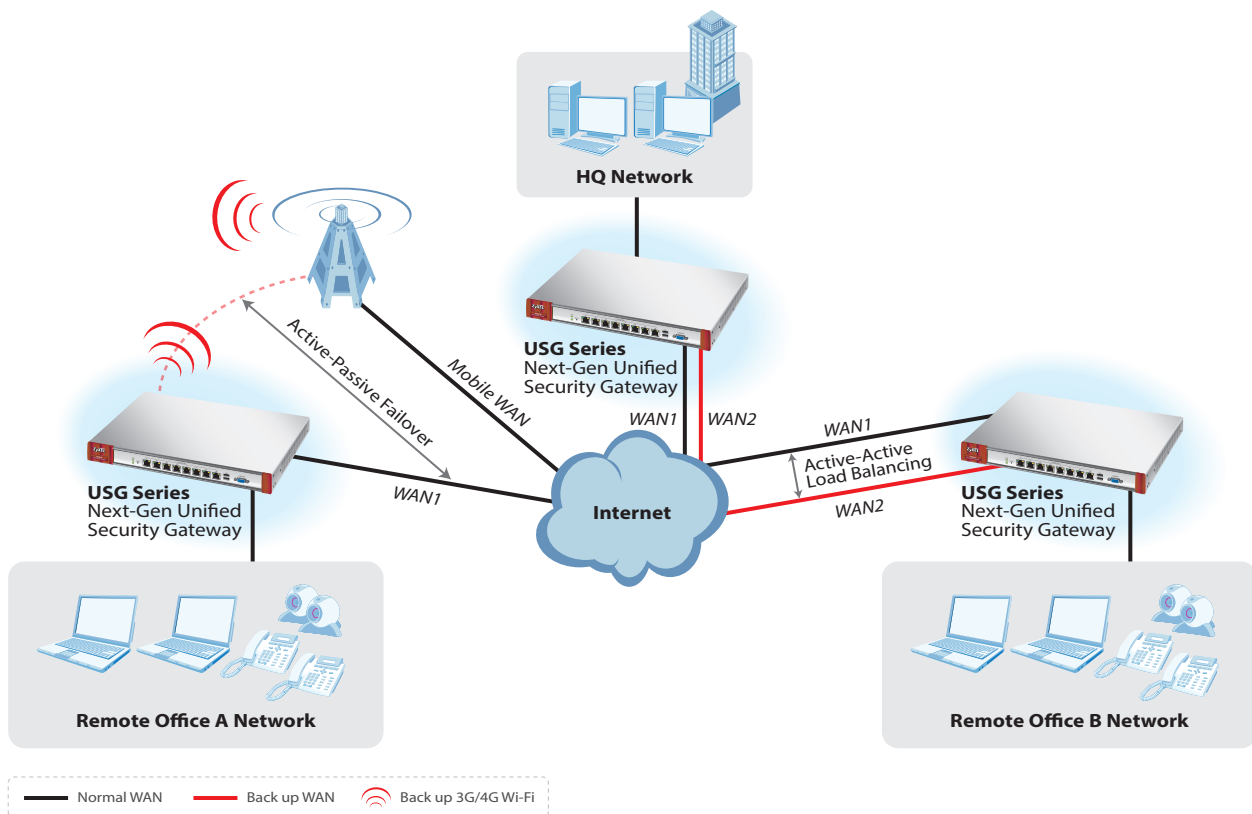 HQ Network
USG Series
Next-Gen Unified
Security Gateway
WAN1
WAN2
Active-Passive Failover
Mobile WAN
WAN1
USG Series
Next-Gen Unified
Security Gateway
Internet
WAN1
Active-Active
Load Balancing
WAN2
USG Series
Next-Gen Unified
Security Gateway
Remote Office A Network
Remote Office B Network
Normal WAN
Back up WAN
Back up 3G/4G Wi-Fi